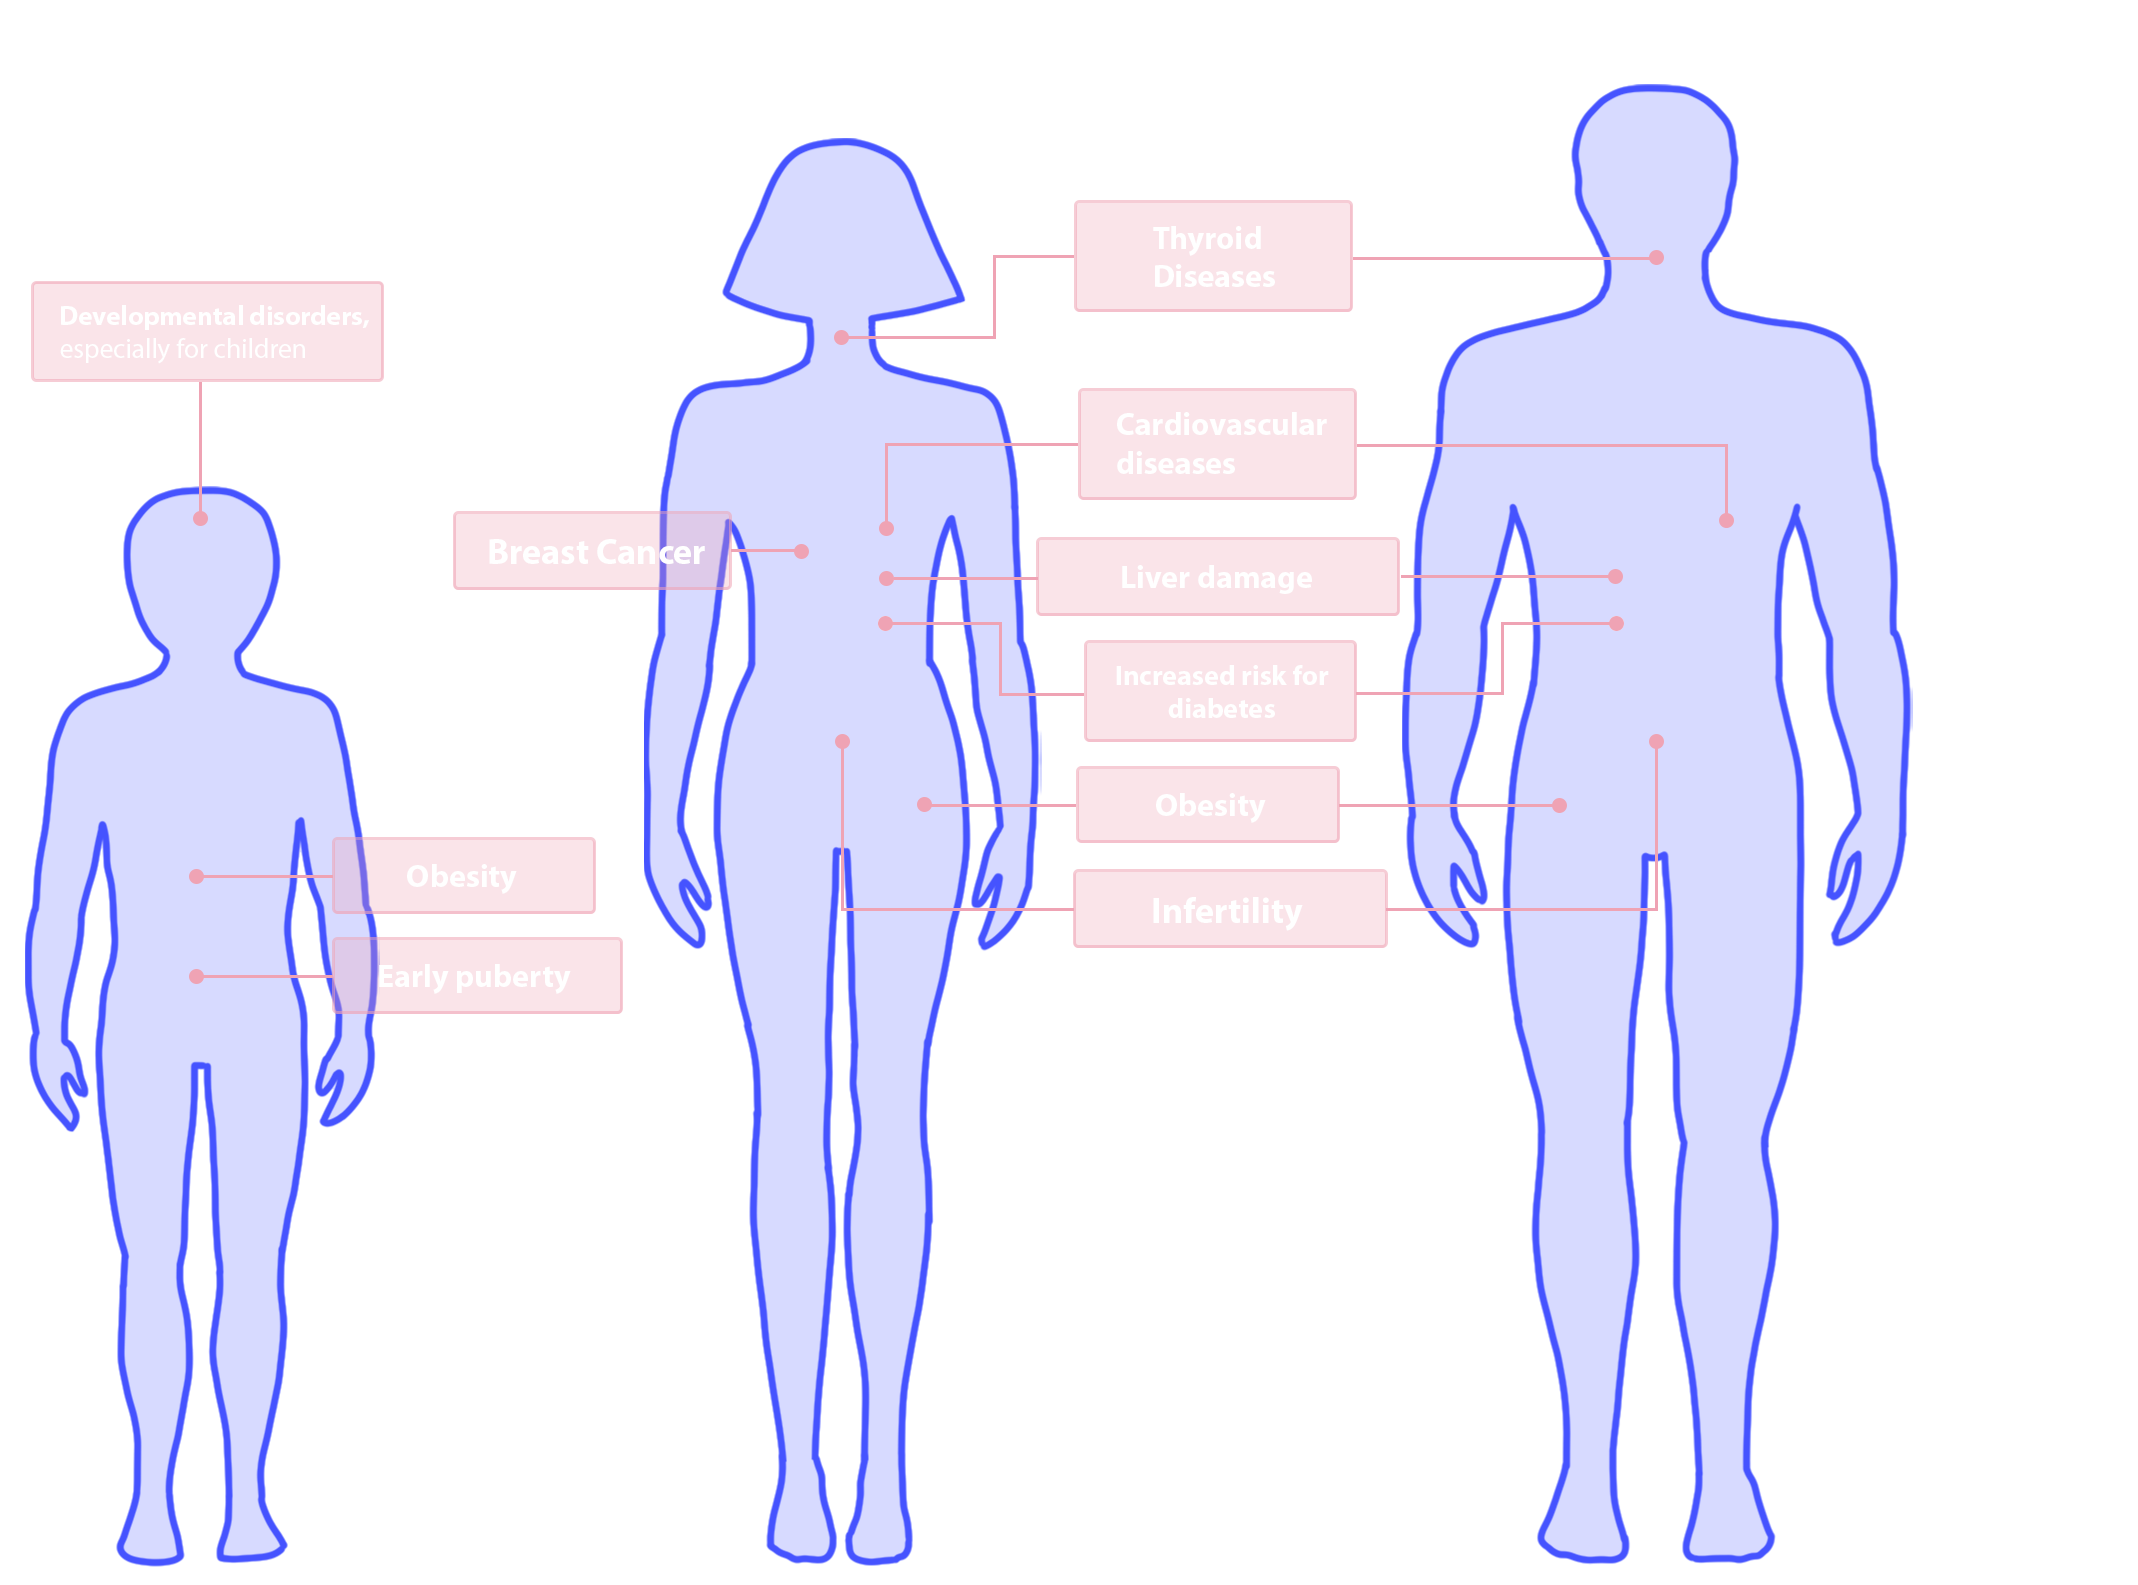 Thyroid
Diseases
Developmental disorders,
especially for children
Cardiovascular
diseases
Breast Cancer
Liver damage
Increased risk for
diabetes
Obesity
Obesity
Infertility
Early puberty